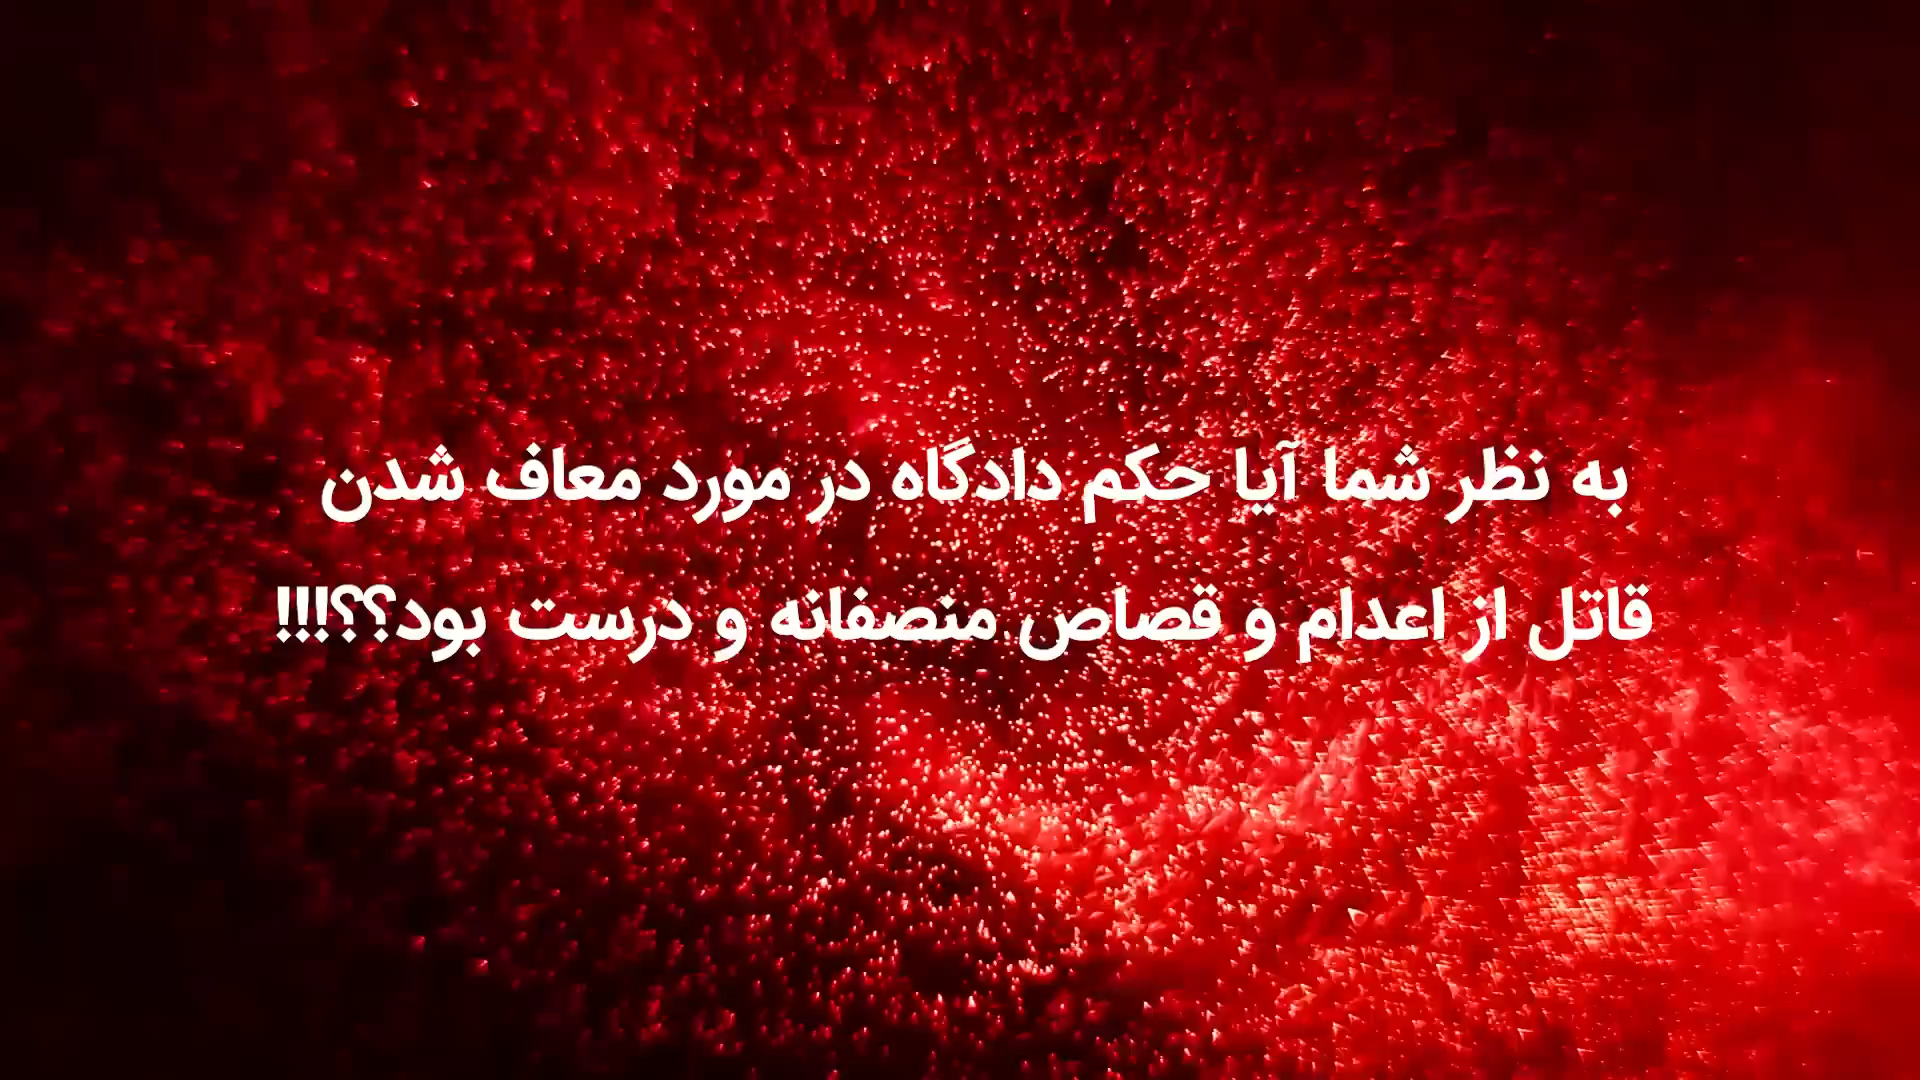 به نظر شما آیا حکم دادگاه در مورد معاف شدن
قاتل از اعدام و قصاص منصفانه و درست بود؟؟!!!